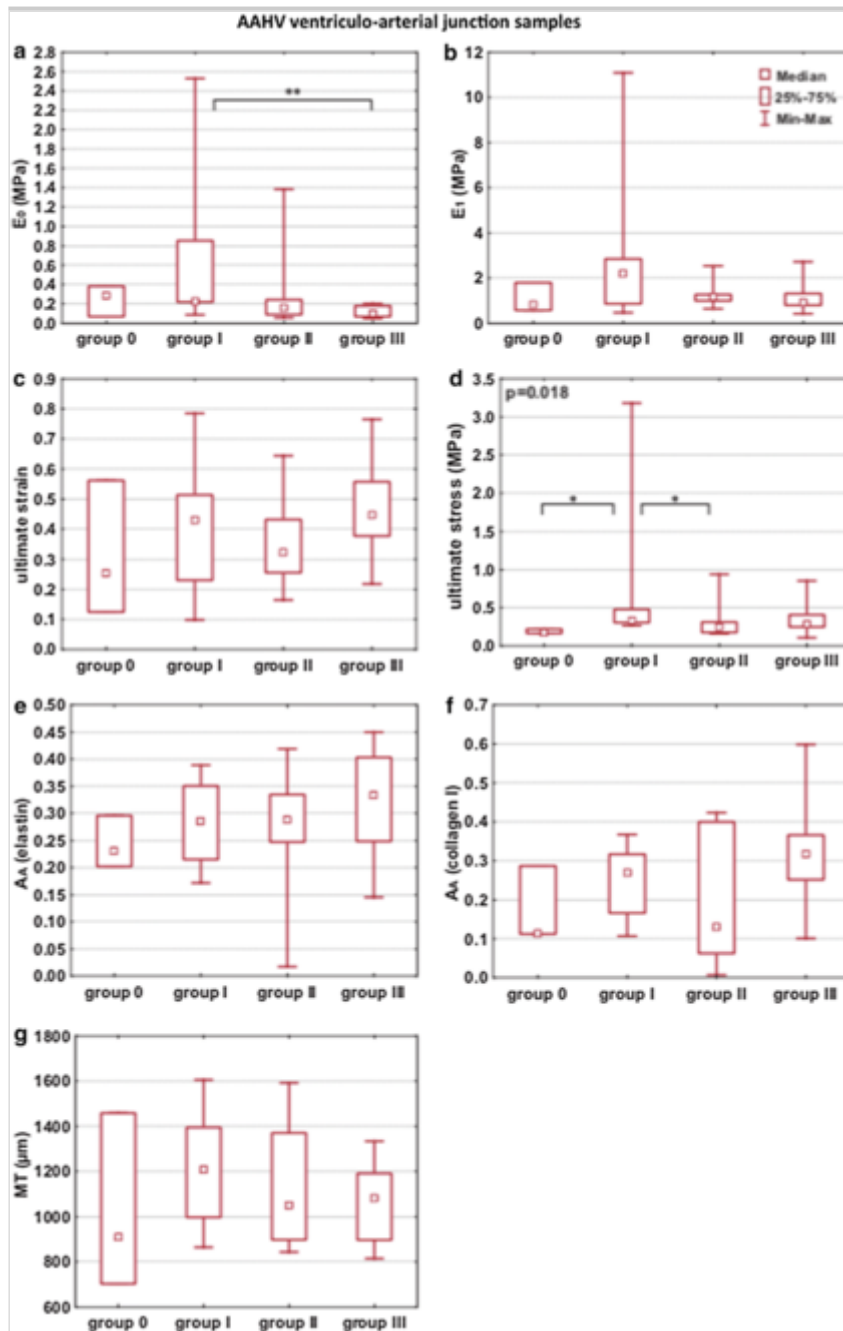 AAHV ventriculo-arterial junction samples
a
2.8
2.6
2.4
2.2
2.0
1.8
1.6
1.4
1.2
1.0
0.8
0.6
0.4
0.2
0.0
E₀ (MPa)
**
group 0 group I group II group III
b
12
10
8
6
4
2
0
E₁ (MPa)
Median
25%-75%
Min-Max
group 0 group I group II group III
c
0.9
0.8
0.7
0.6
0.5
0.4
0.3
0.2
0.1
0.0
ultimate strain
group 0 group I group II group III
d
3.5
3.0
2.5
2.0
1.5
1.0
0.5
0.0
ultimate stress (MPa)
p=0.018
* *
group 0 group I group II group III
e
0.50
0.45
0.40
0.35
0.30
0.25
0.20
0.15
0.10
0.05
0.00
Aᴀ (elastin)
group 0 group I group II group III
f
0.7
0.6
0.5
0.4
0.3
0.2
0.1
0.0
Aᴀ (collagen I)
group 0 group I group II group III
g
1800
1600
1400
1200
1000
800
600
MT (µm)
group 0 group I group II group III